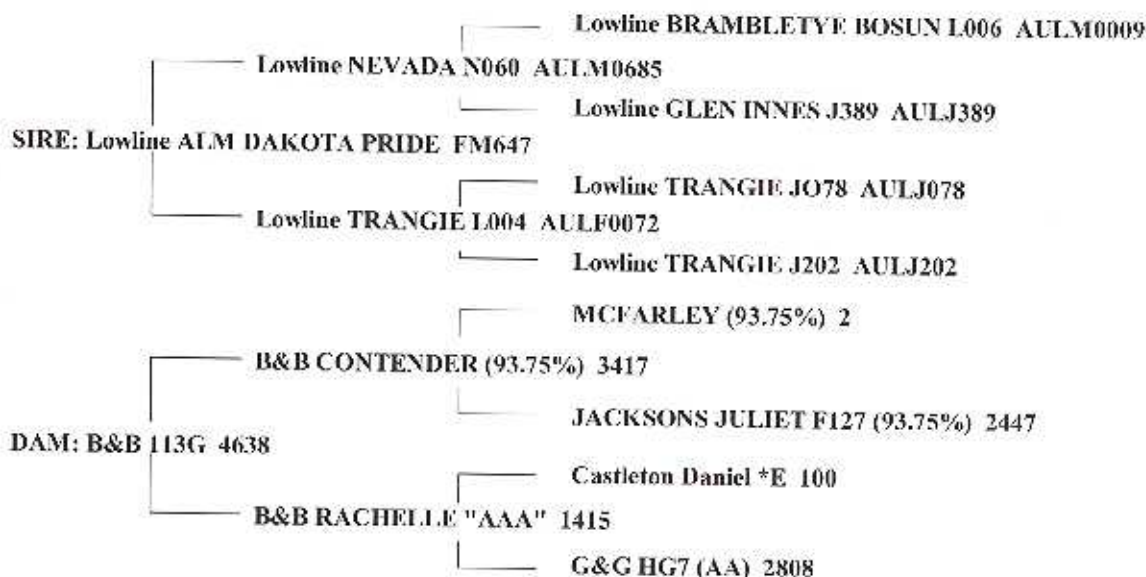 Lowline BRAMBLETYE BOSUN L006 AULM0009
Lowline NEVADA N060 AULM0685
Lowline GLEN INNES J389 AULJ389
SIRE: Lowline ALM DAKOTA PRIDE FM647
Lowline TRANGIE JO78 AULJ078
Lowline TRANGIE L004 AULF0072
Lowline TRANGIE J202 AULJ202
MCFARLEY (93.75%) 2
B&B CONTENDER (93.75%) 3417
JACKSONS JULIET F127 (93.75%) 2447
DAM: B&B 113G 4638
Castleton Daniel *E 100
B&B RACHELLE "AAA" 1415
G&G HG7 (AA) 2808